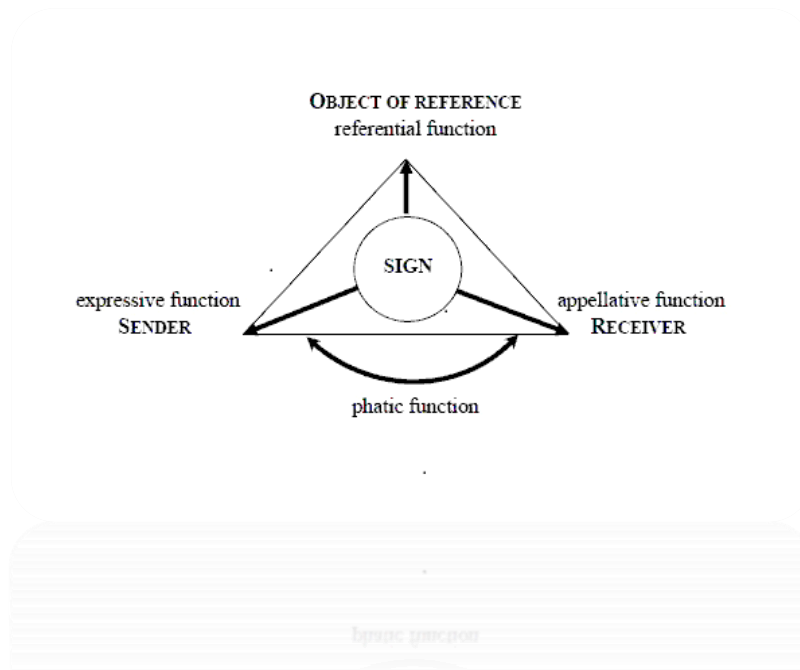 OBJECT OF REFERENCE
referential function
SIGN
expressive function
SENDER
appellative function
RECEIVER
phatic function